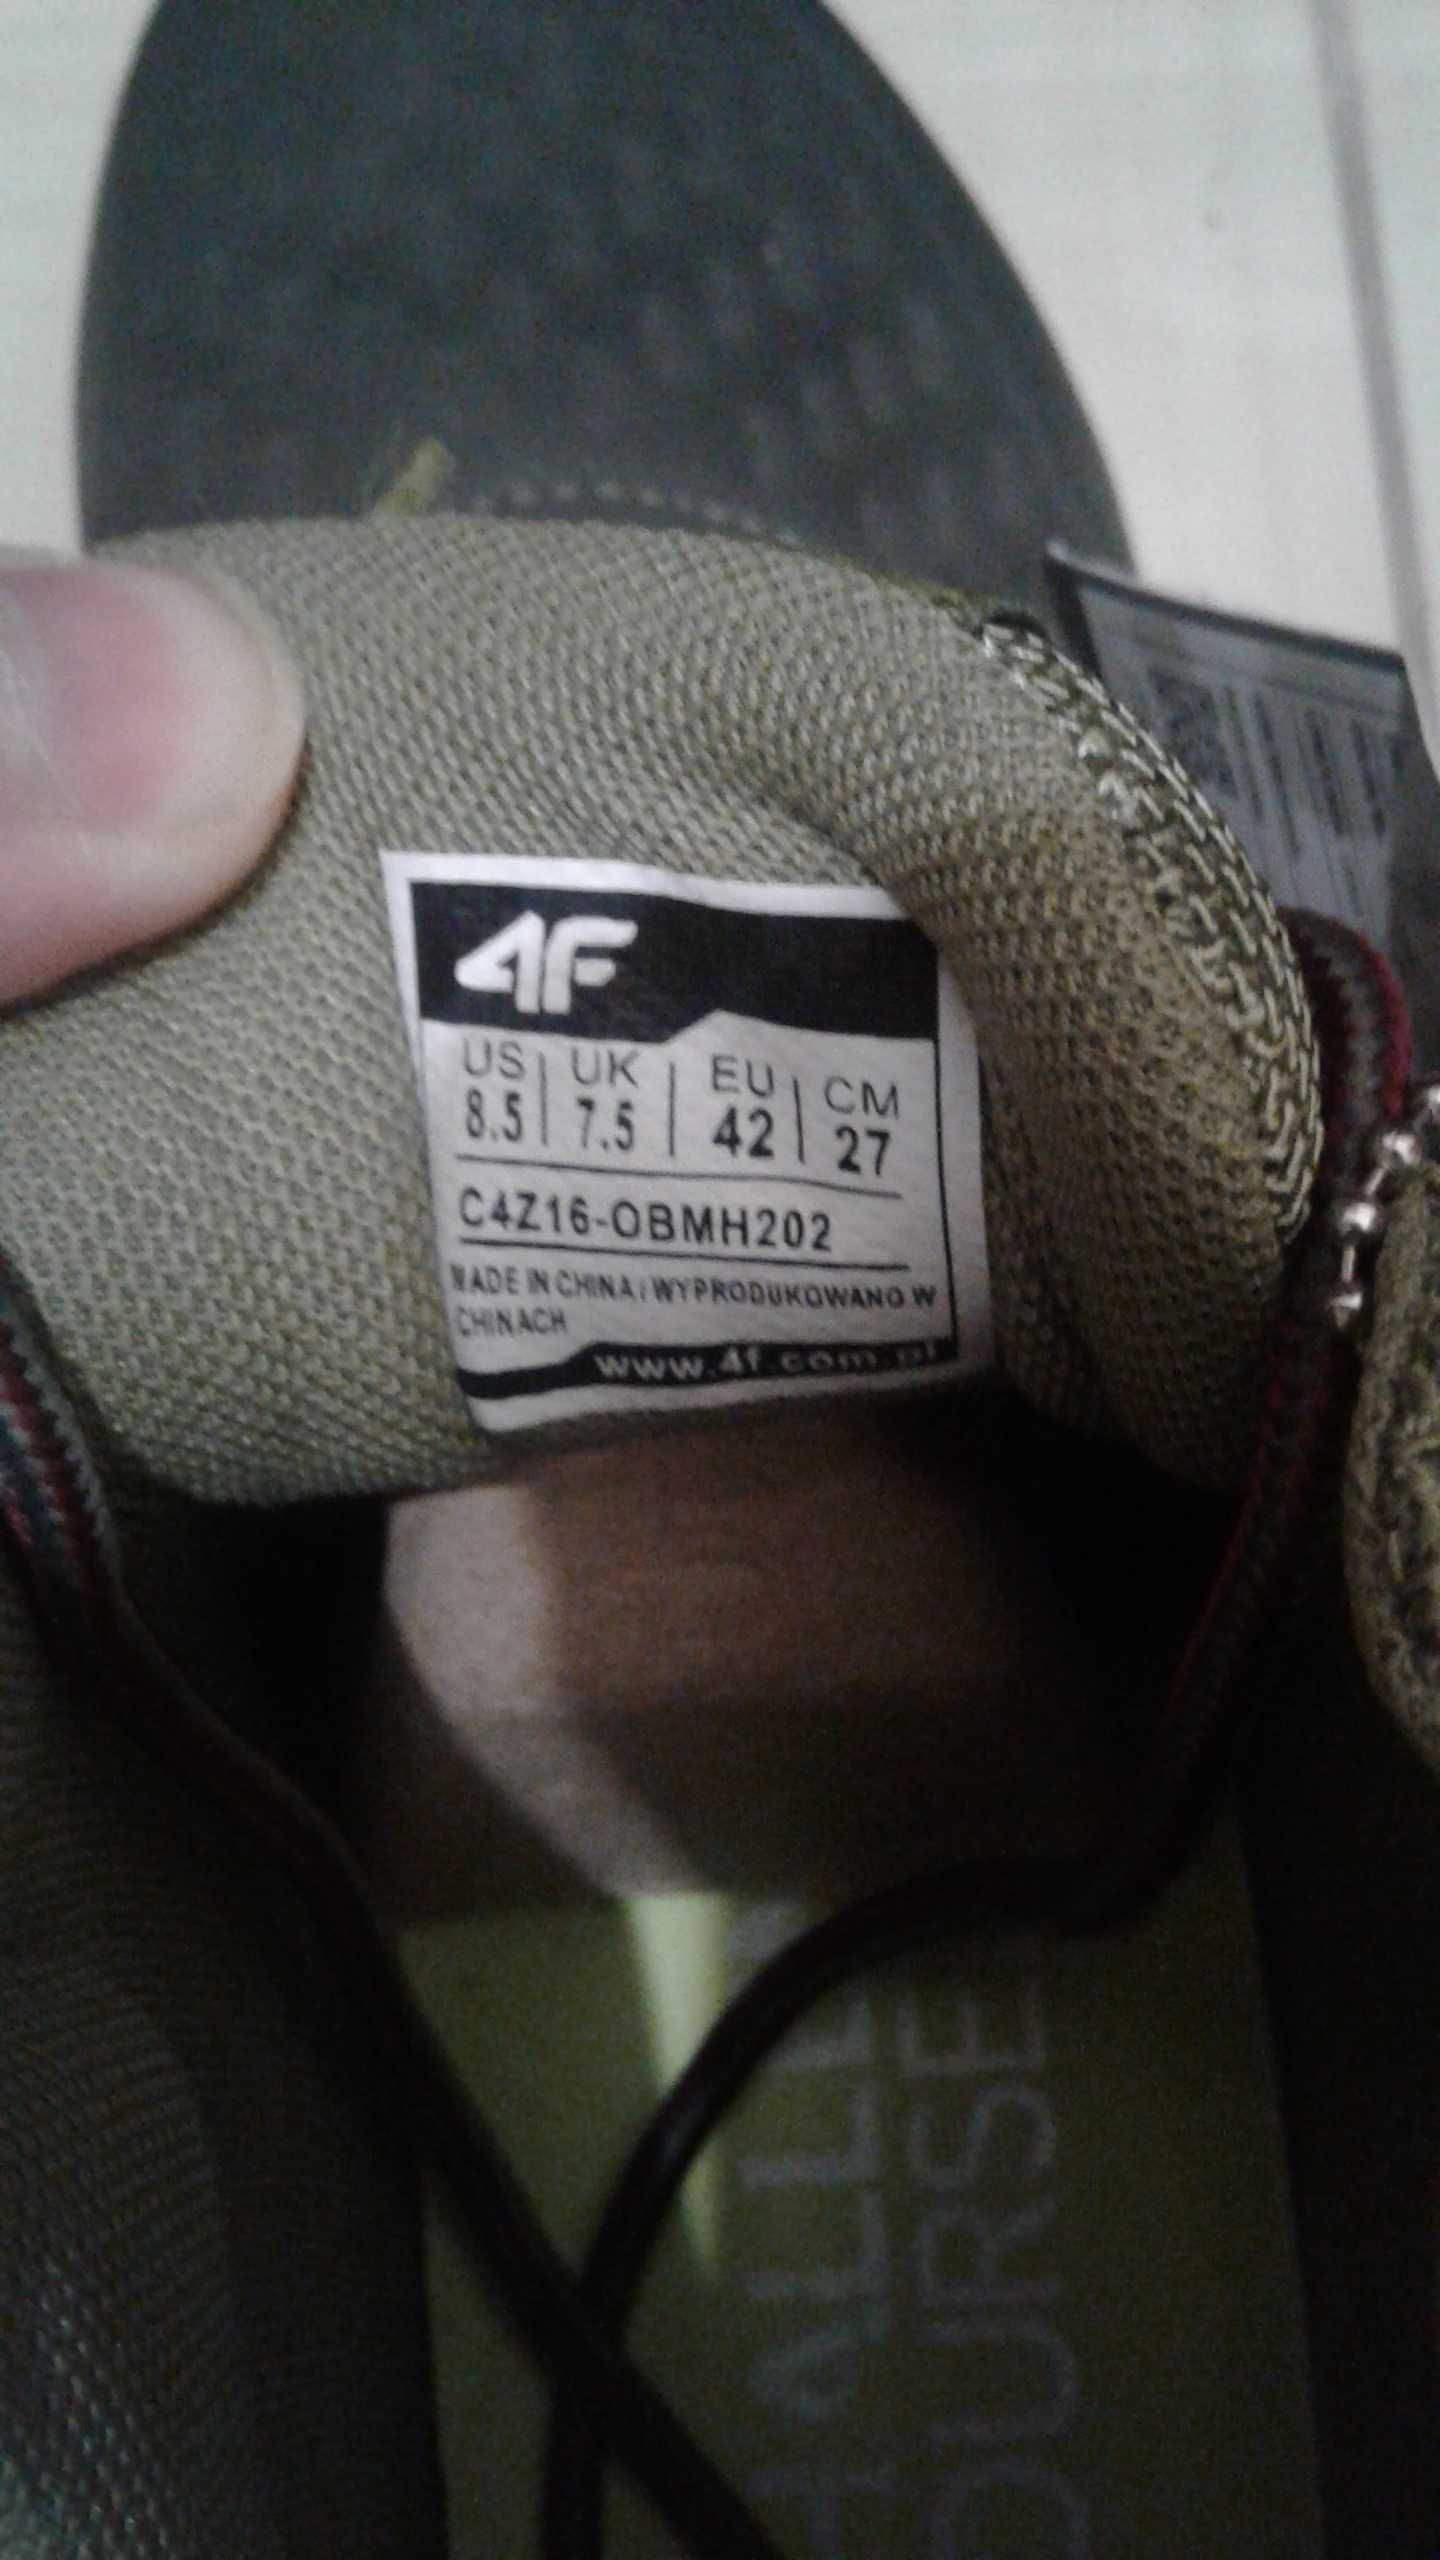 4F
US UK EU CM
8.5 7.5 42 27
C4Z16-OBMH202
MADE IN CHINA / WYPRODUKOWANO W
CHINACH
www.4f.com.pl